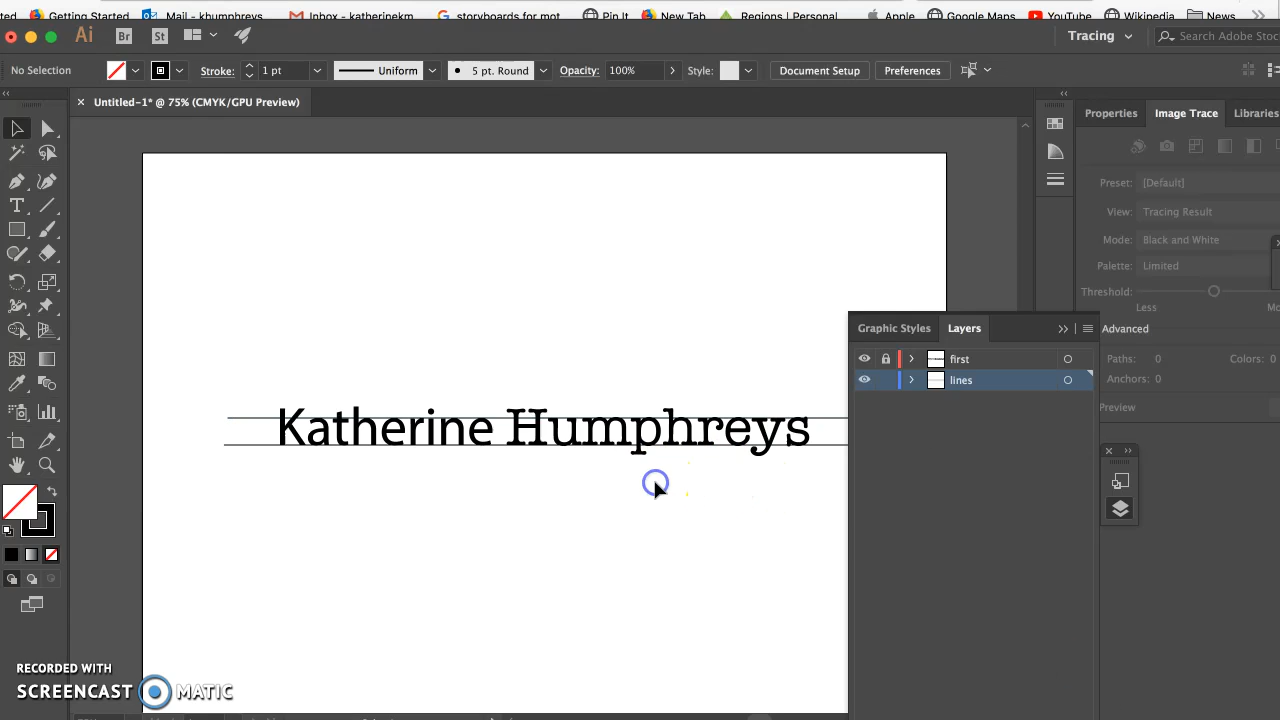 ted Getting Started Mail - khumphreys Inbox - katherinekm G storyboards for mot Pin It New Tab Regions | Personal Apple Google Maps YouTube Wikipedia News
Ai Br St Tracing Search Adobe Stoc
No Selection Stroke: 1 pt Uniform 5 pt. Round Opacity: 100% Style: Document Setup Preferences
× Untitled-1* @ 75% (CMYK/GPU Preview) Properties Image Trace Libraries
Preset: [Default]
View: Tracing Result
Mode: Black and White
Palette: Limited
Threshold:
Less Mo
Graphic Styles Layers Advanced
first Paths: 0 Colors: 0
lines Anchors: 0
Preview
Katherine Humphreys
RECORDED WITH
SCREENCAST MATIC